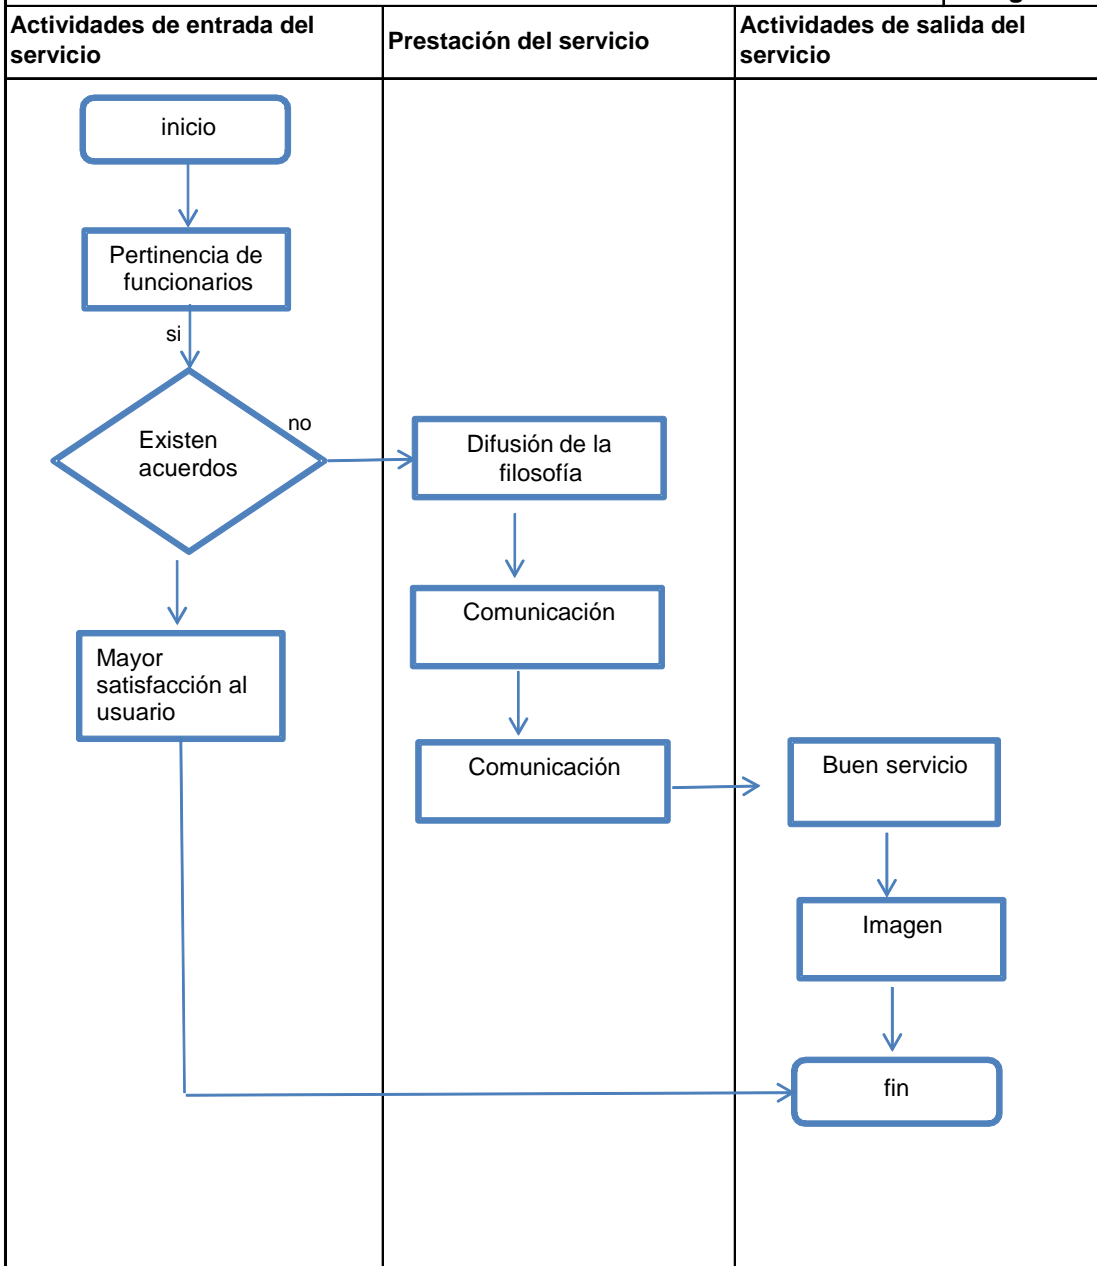 Actividades de entrada del
servicio
Prestación del servicio
Actividades de salida del
servicio
inicio
Pertinencia de
funcionarios
si
Existen
acuerdos
no
Difusión de la
filosofía
Comunicación
Mayor
satisfacción al
usuario
Comunicación
Buen servicio
Imagen
fin